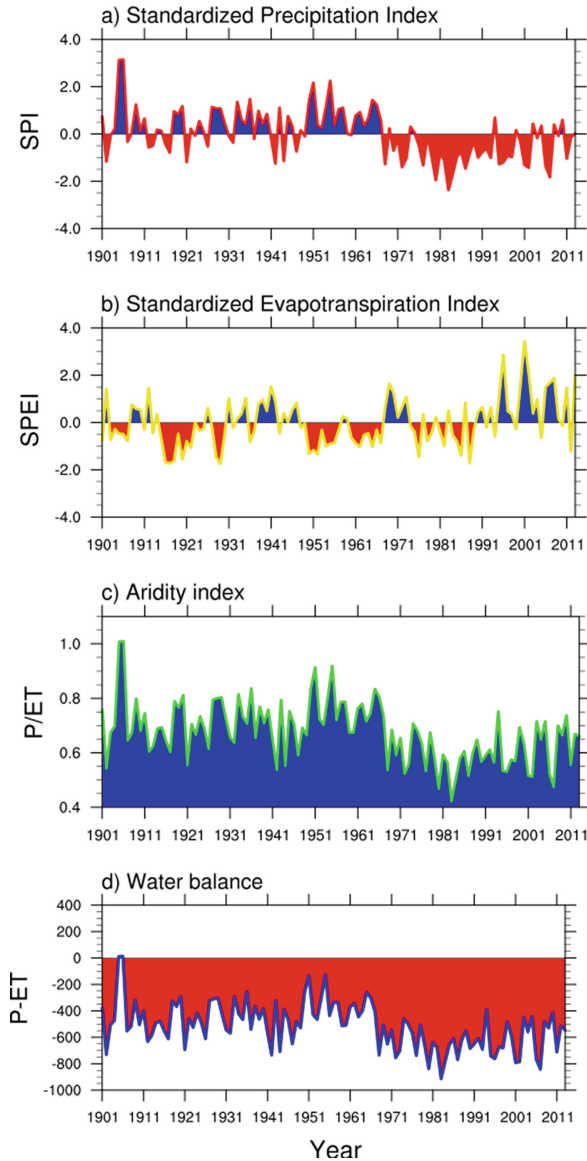 a) Standardized Precipitation Index
4.0
2.0
0.0
-2.0
-4.0
SPI
1901 1911 1921 1931 1941 1951 1961 1971 1981 1991 2001 2011
b) Standardized Evapotranspiration Index
4.0
2.0
0.0
-2.0
-4.0
SPEI
1901 1911 1921 1931 1941 1951 1961 1971 1981 1991 2001 2011
c) Aridity index
1.0
0.8
0.6
0.4
P/ET
1901 1911 1921 1931 1941 1951 1961 1971 1981 1991 2001 2011
d) Water balance
400
200
0
-200
-400
-600
-800
-1000
P-ET
1901 1911 1921 1931 1941 1951 1961 1971 1981 1991 2001 2011
Year